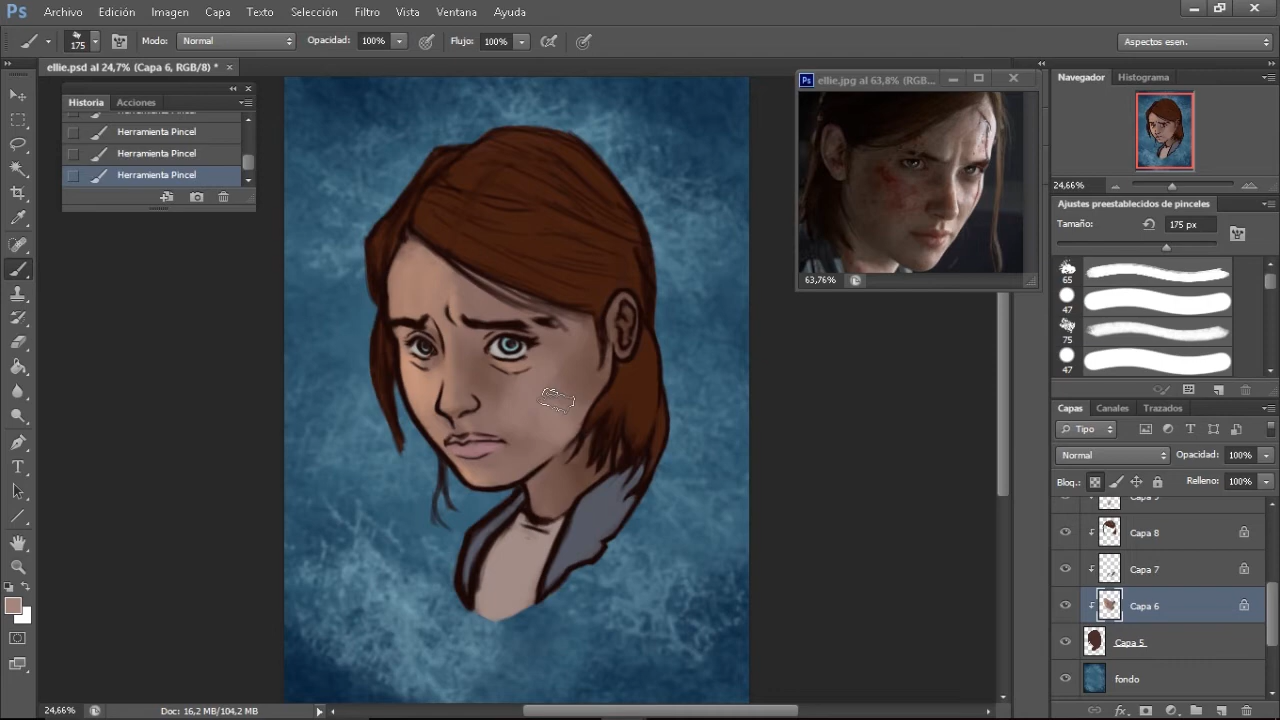 Ps Archivo Edición Imagen Capa Texto Selección Filtro Vista Ventana Ayuda
175 Modo: Normal Opacidad: 100% Flujo: 100% Aspectos esen.
ellie.psd al 24,7% (Capa 6, RGB/8) *
Historia Acciones
Herramienta Pincel
Herramienta Pincel
Herramienta Pincel
Ps ellie.jpg al 63,8% (RGB...
63,76%
Navegador Histograma
24,66%
Ajustes preestablecidos de pinceles
Tamaño: 175 px
65
47
75
47
Capas Canales Trazados
Tipo
Normal Opacidad: 100%
Bloq.: Relleno: 100%
Capa 8
Capa 7
Capa 6
Capa 5
fondo
fx
24,66% Doc: 16,2 MB/104,2 MB